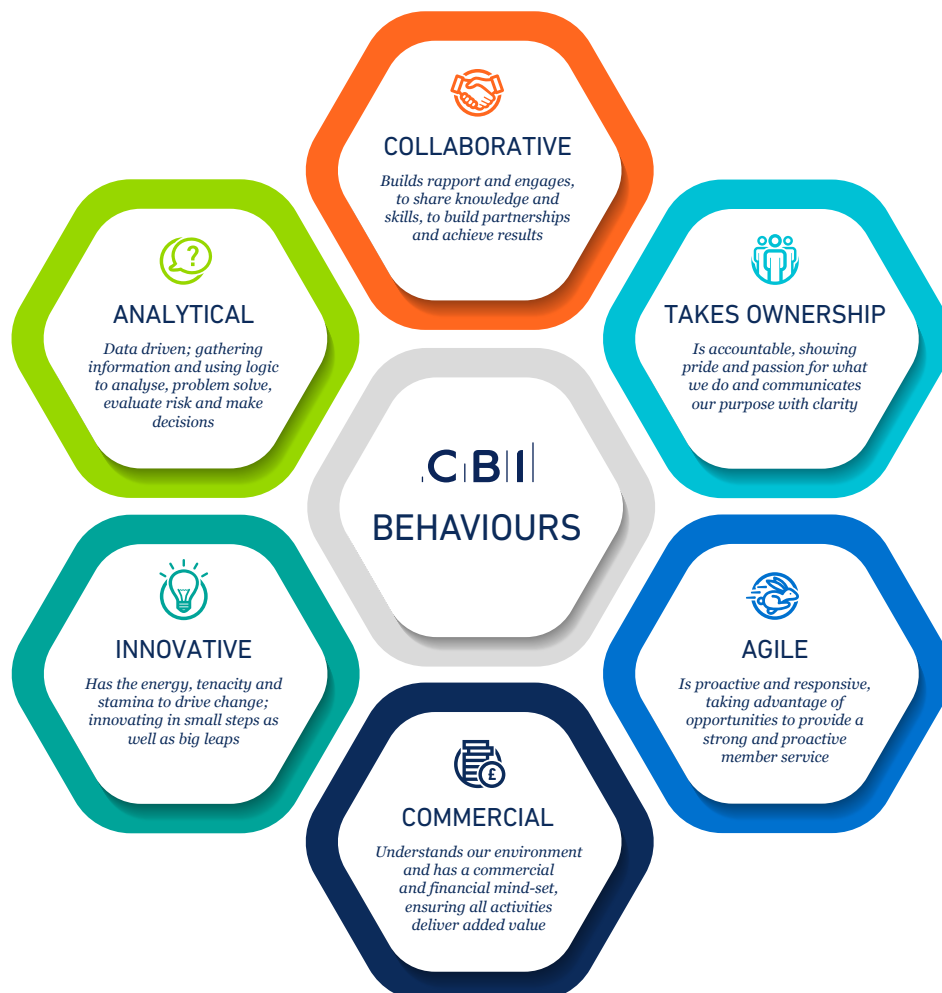 COLLABORATIVE
Builds rapport and engages,
to share knowledge and
skills, to build partnerships
and achieve results
?
ANALYTICAL
Data driven; gathering
information and using logic
to analyse, problem solve,
evaluate risk and make
decisions
TAKES OWNERSHIP
Is accountable, showing
pride and passion for what
we do and communicates
our purpose with clarity
CBI
BEHAVIOURS
INNOVATIVE
Has the energy, tenacity and
stamina to drive change;
innovating in small steps as
well as big leaps
AGILE
Is proactive and responsive,
taking advantage of
opportunities to provide a
strong and proactive
member service
£
COMMERCIAL
Understands our environment
and has a commercial
and financial mind-set,
ensuring all activities
deliver added value